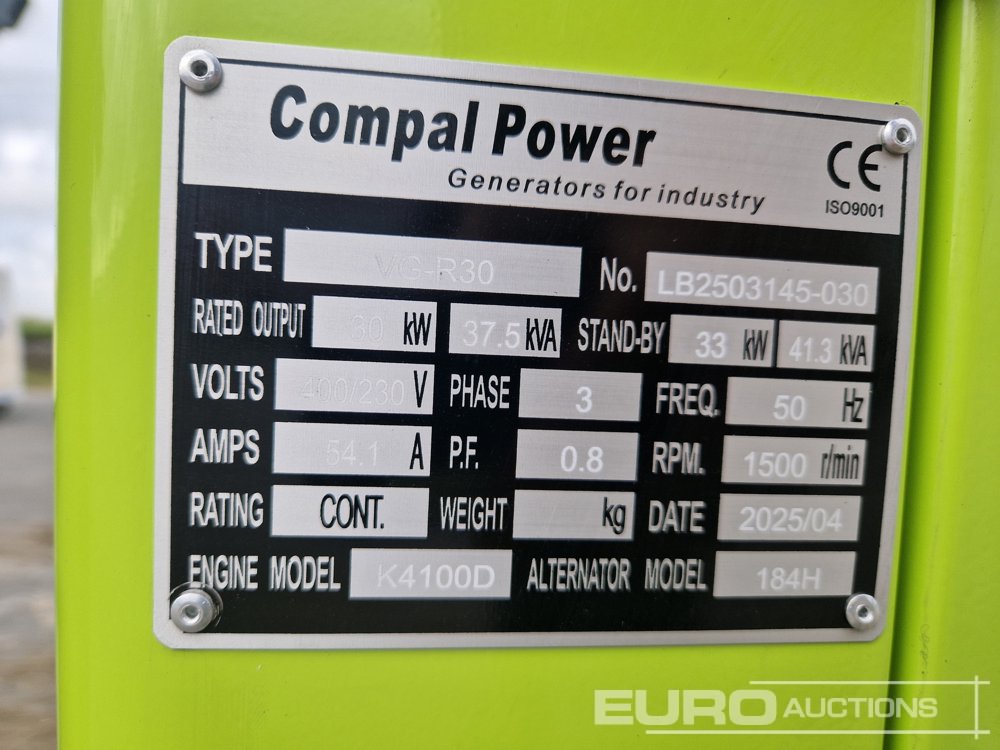 Compal Power
Generators for industry
CE
ISO9001
TYPE VG-R30 No. LB2503145-030
RATED OUTPUT 30 kW 37.5 kVA STAND-BY 33 kW 41.3 kVA
VOLTS 400/230 V PHASE 3 FREQ. 50 Hz
AMPS 54.1 A P.F. 0.8 RPM. 1500 r/min
RATING CONT. WEIGHT / kg DATE 2025/04
ENGINE MODEL K4100D ALTERNATOR MODEL 184H
EURO AUCTIONS